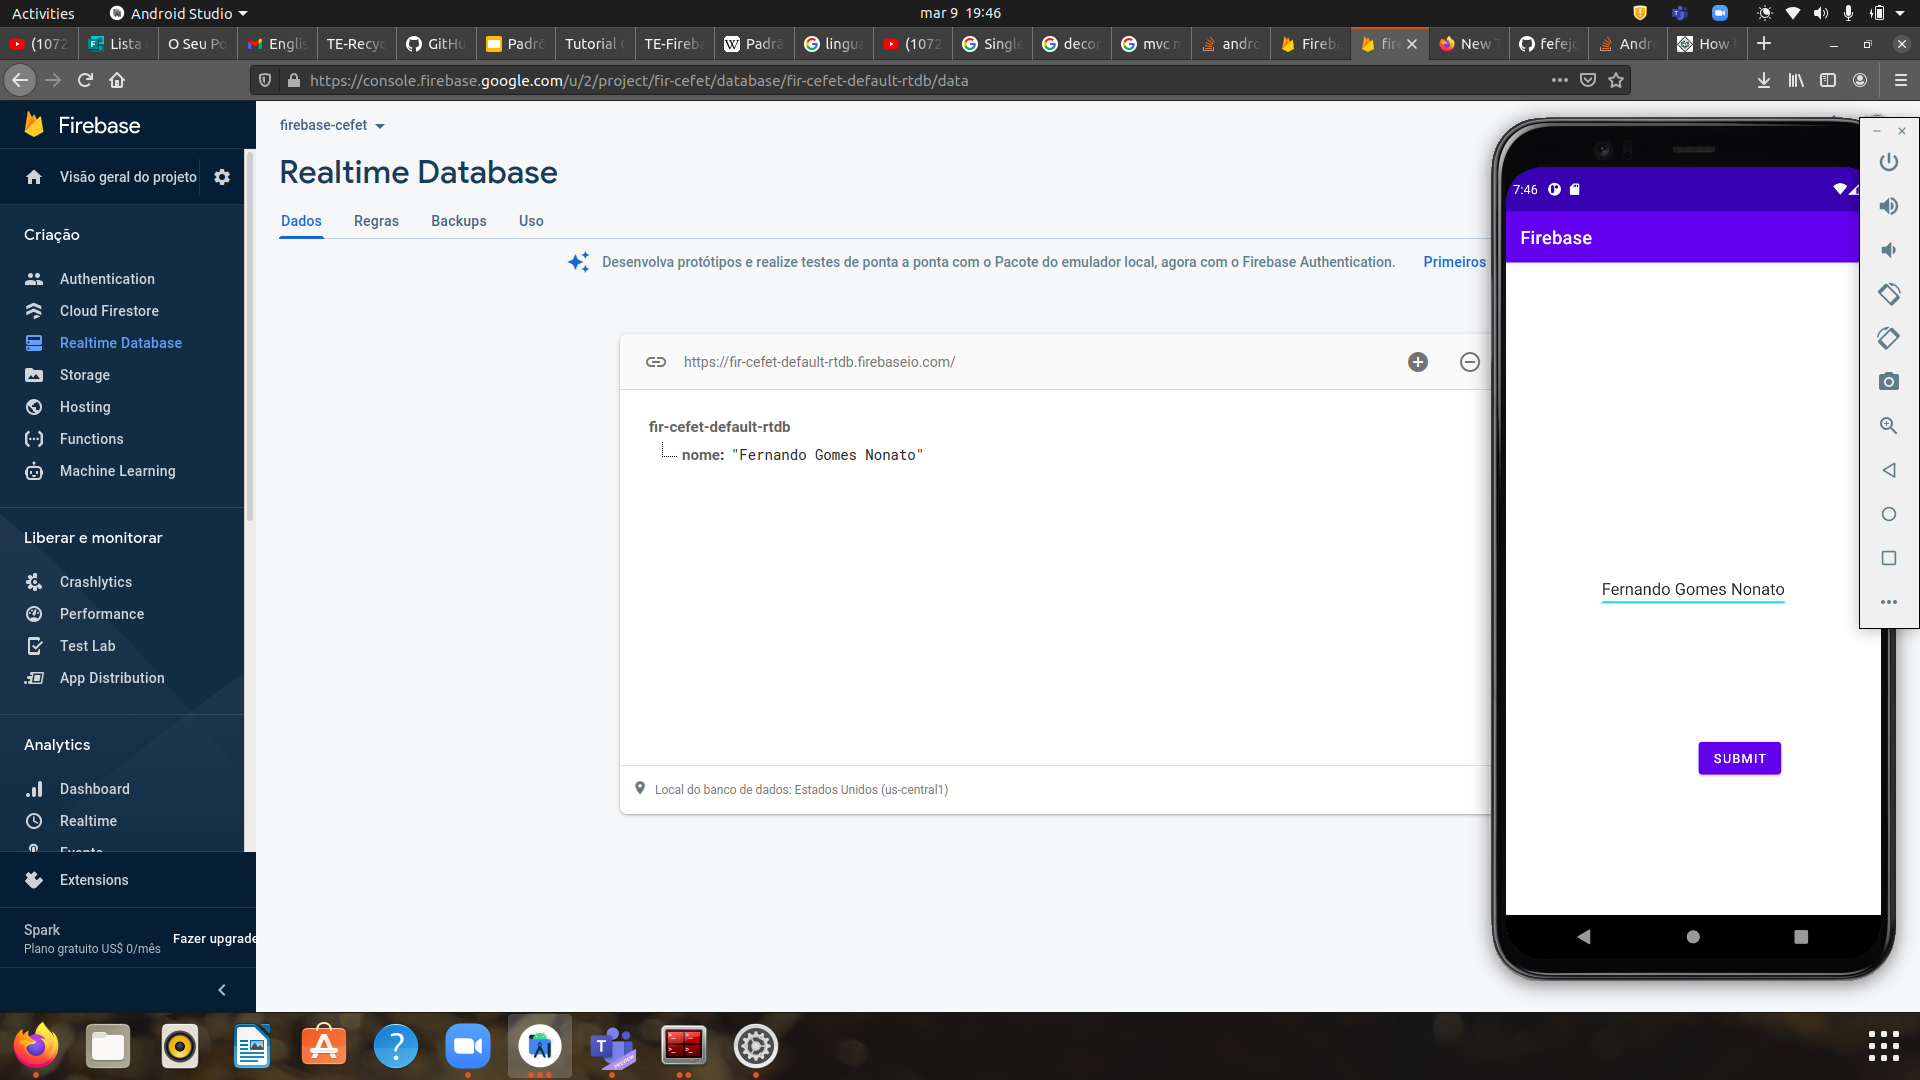 Activities
Android Studio
mar 9 19:46
(1072
Lista
O Seu Po
Englis
TE-Recyc
GitHu
Padrõ
Tutorial
TE-Fireba
Padrã
lingua
(1072
Single
decor
mvc
andro
Fireba
fire
New
fefejo
Andr
How
https://console.firebase.google.com/u/2/project/fir-cefet/database/fir-cefet-default-rtdb/data
Firebase
Visão geral do projeto
Criação
Authentication
Cloud Firestore
Realtime Database
Storage
Hosting
Functions
Machine Learning
Liberar e monitorar
Crashlytics
Performance
Test Lab
App Distribution
Analytics
Dashboard
Realtime
Events
Extensions
Spark
Plano gratuito US$ 0/mês
Fazer upgrade
firebase-cefet
Realtime Database
Dados
Regras
Backups
Uso
Desenvolva protótipos e realize testes de ponta a ponta com o Pacote do emulador local, agora com o Firebase Authentication.
Primeiros
https://fir-cefet-default-rtdb.firebaseio.com/
fir-cefet-default-rtdb
nome: "Fernando Gomes Nonato"
Local do banco de dados: Estados Unidos (us-central1)
7:46
Firebase
Fernando Gomes Nonato
SUBMIT
PREVIEW